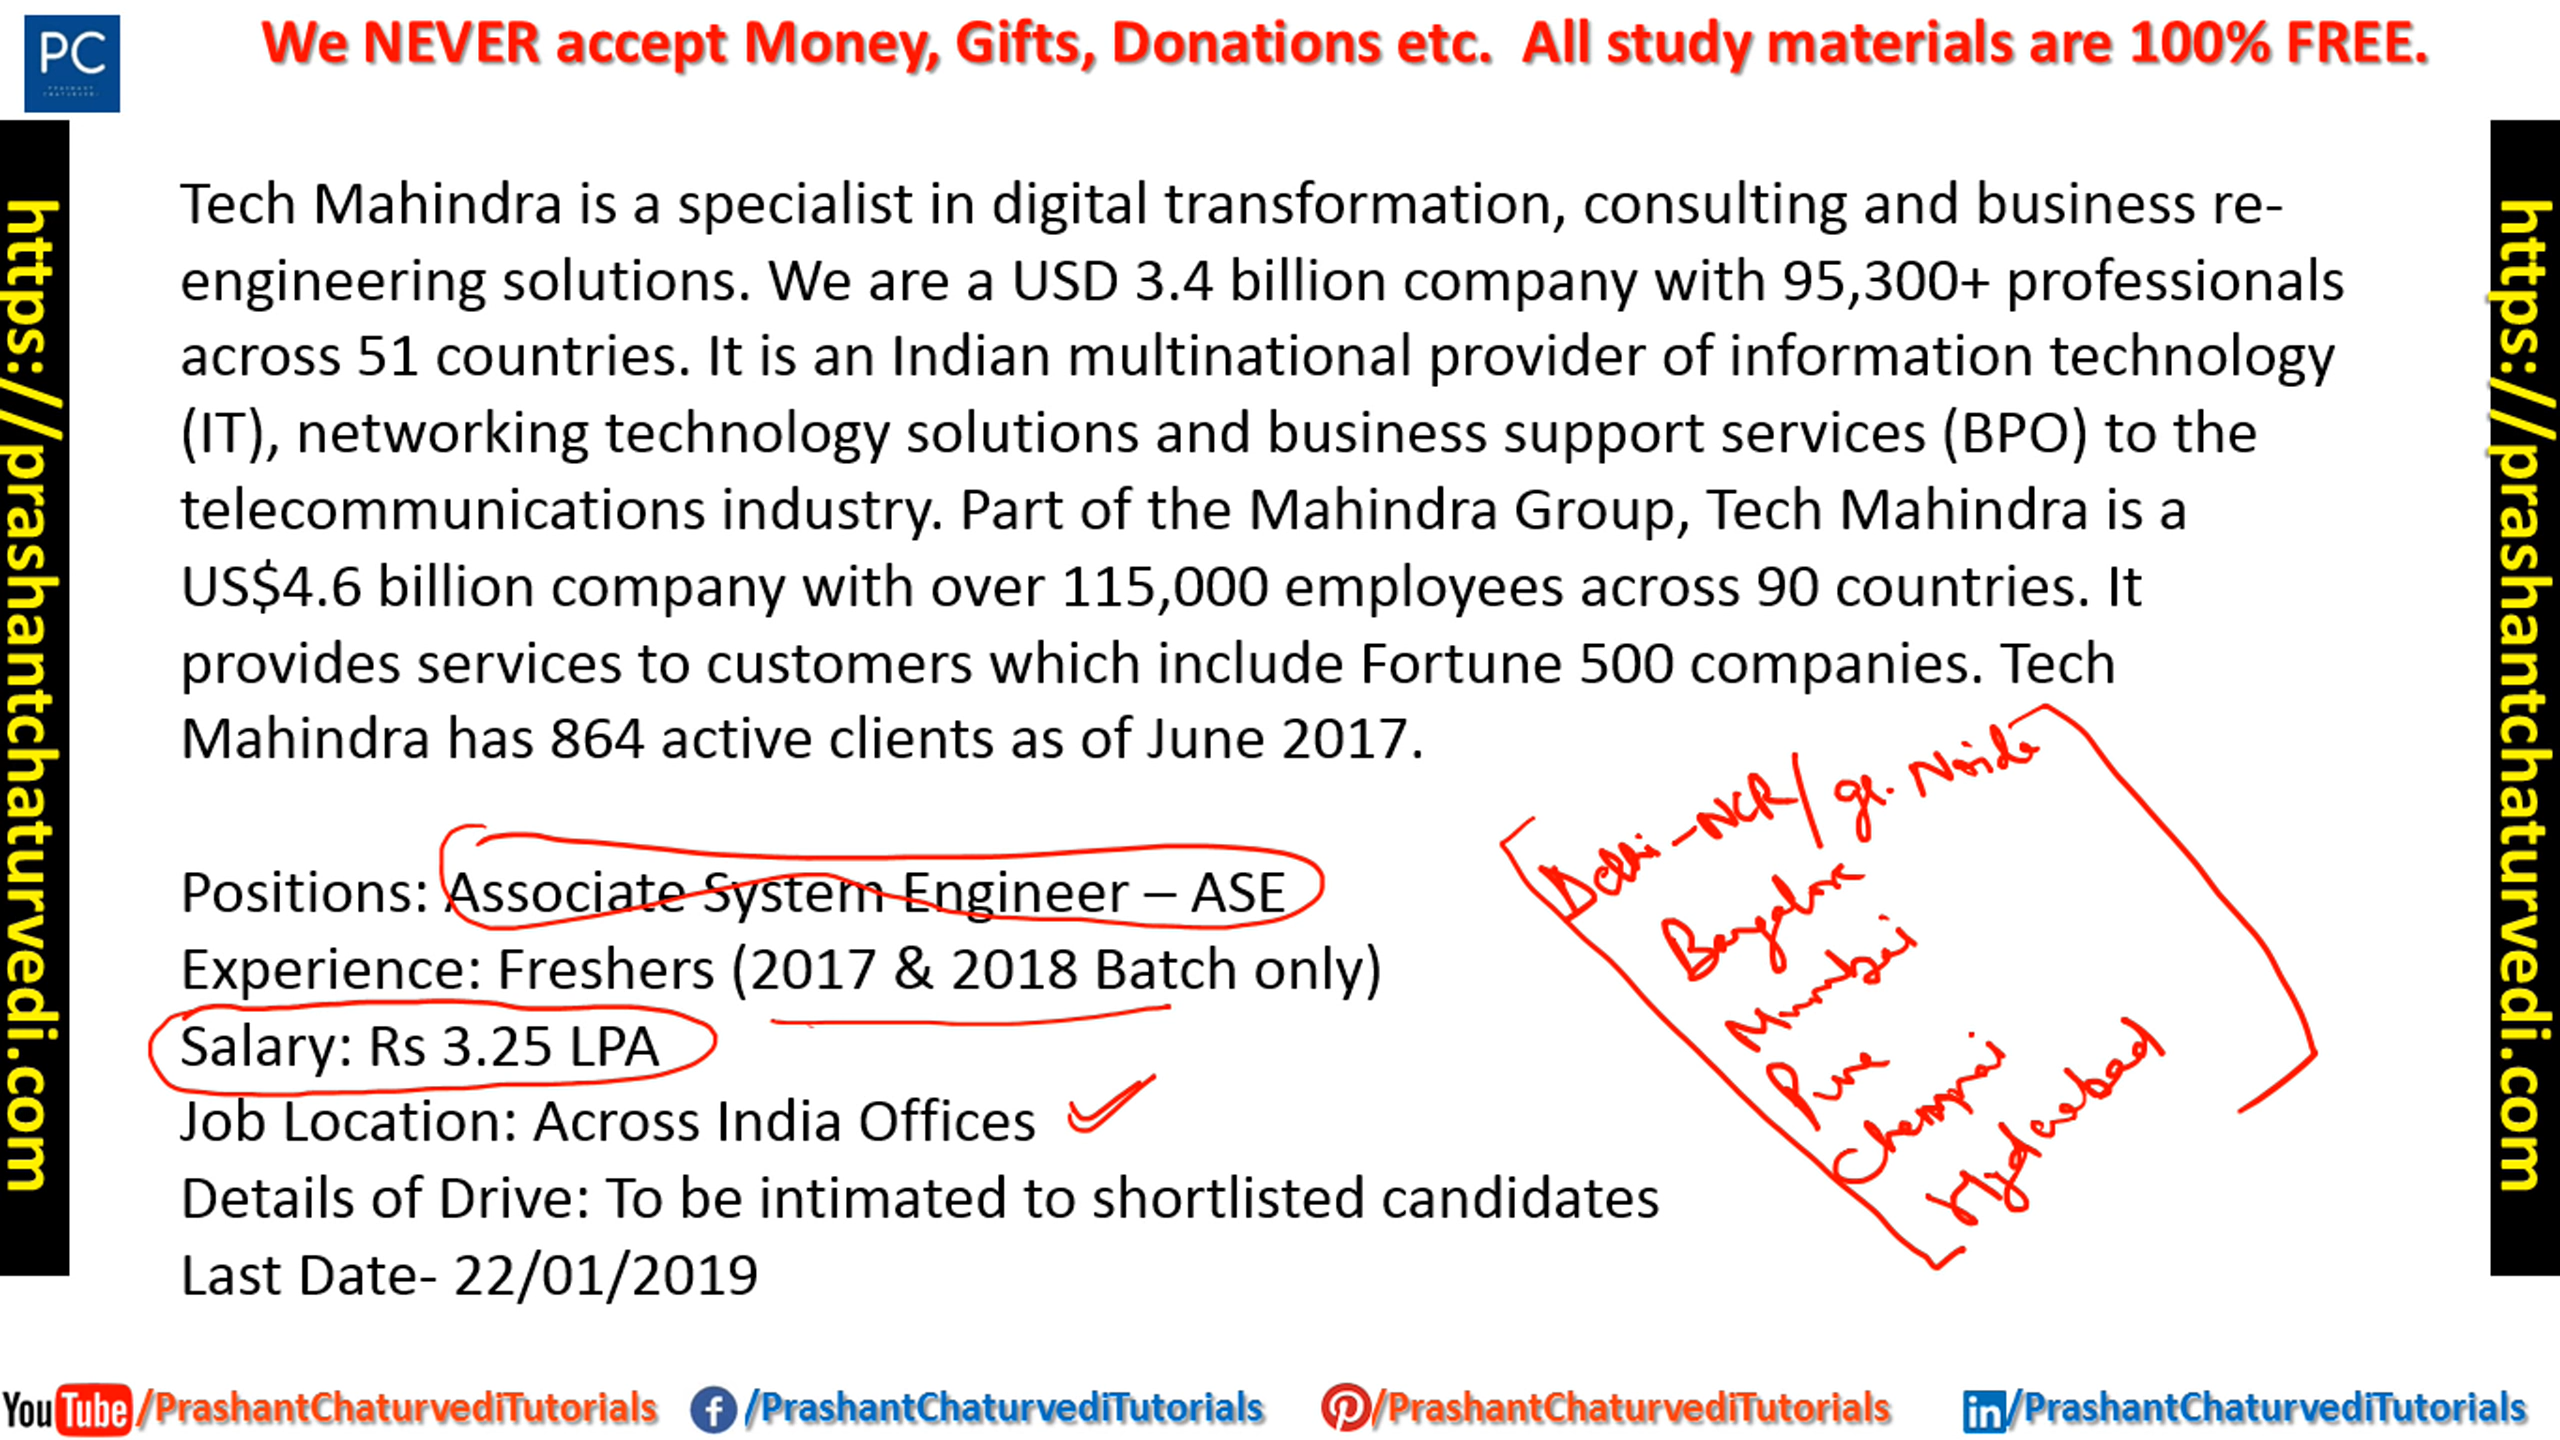 PC
PRASHANT
CHATURVEDI
We NEVER accept Money, Gifts, Donations etc. All study materials are 100% FREE.
https://prashantchaturvedi.com
https://prashantchaturvedi.com
Tech Mahindra is a specialist in digital transformation, consulting and business re-
engineering solutions. We are a USD 3.4 billion company with 95,300+ professionals
across 51 countries. It is an Indian multinational provider of information technology
(IT), networking technology solutions and business support services (BPO) to the
telecommunications industry. Part of the Mahindra Group, Tech Mahindra is a
US$4.6 billion company with over 115,000 employees across 90 countries. It
provides services to customers which include Fortune 500 companies. Tech
Mahindra has 864 active clients as of June 2017.
Positions: Associate System Engineer – ASE
Experience: Freshers (2017 & 2018 Batch only)
Salary: Rs 3.25 LPA
Job Location: Across India Offices
Details of Drive: To be intimated to shortlisted candidates
Last Date- 22/01/2019
Delhi-NCR/ gr. Noida
Bangalore
Mumbai
Pune
Chennai
Hyderabad
YouTube/PrashantChaturvediTutorials
f/PrashantChaturvediTutorials
/PrashantChaturvediTutorials
in/PrashantChaturvediTutorials